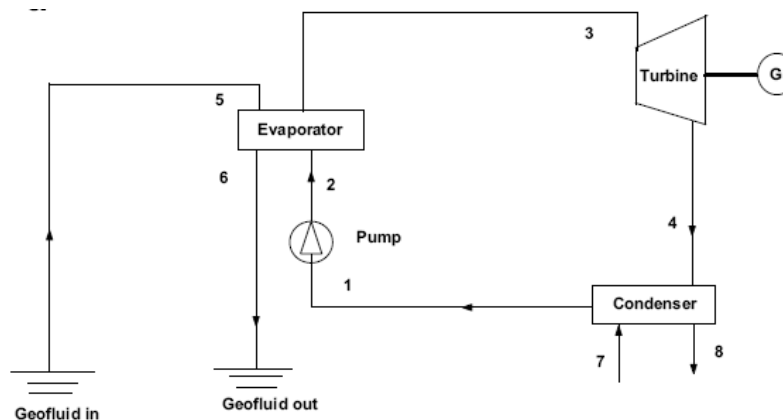 3
Turbine
G
5
Evaporator
6
2
4
Pump
1
Condenser
7
8
Geofluid in
Geofluid out